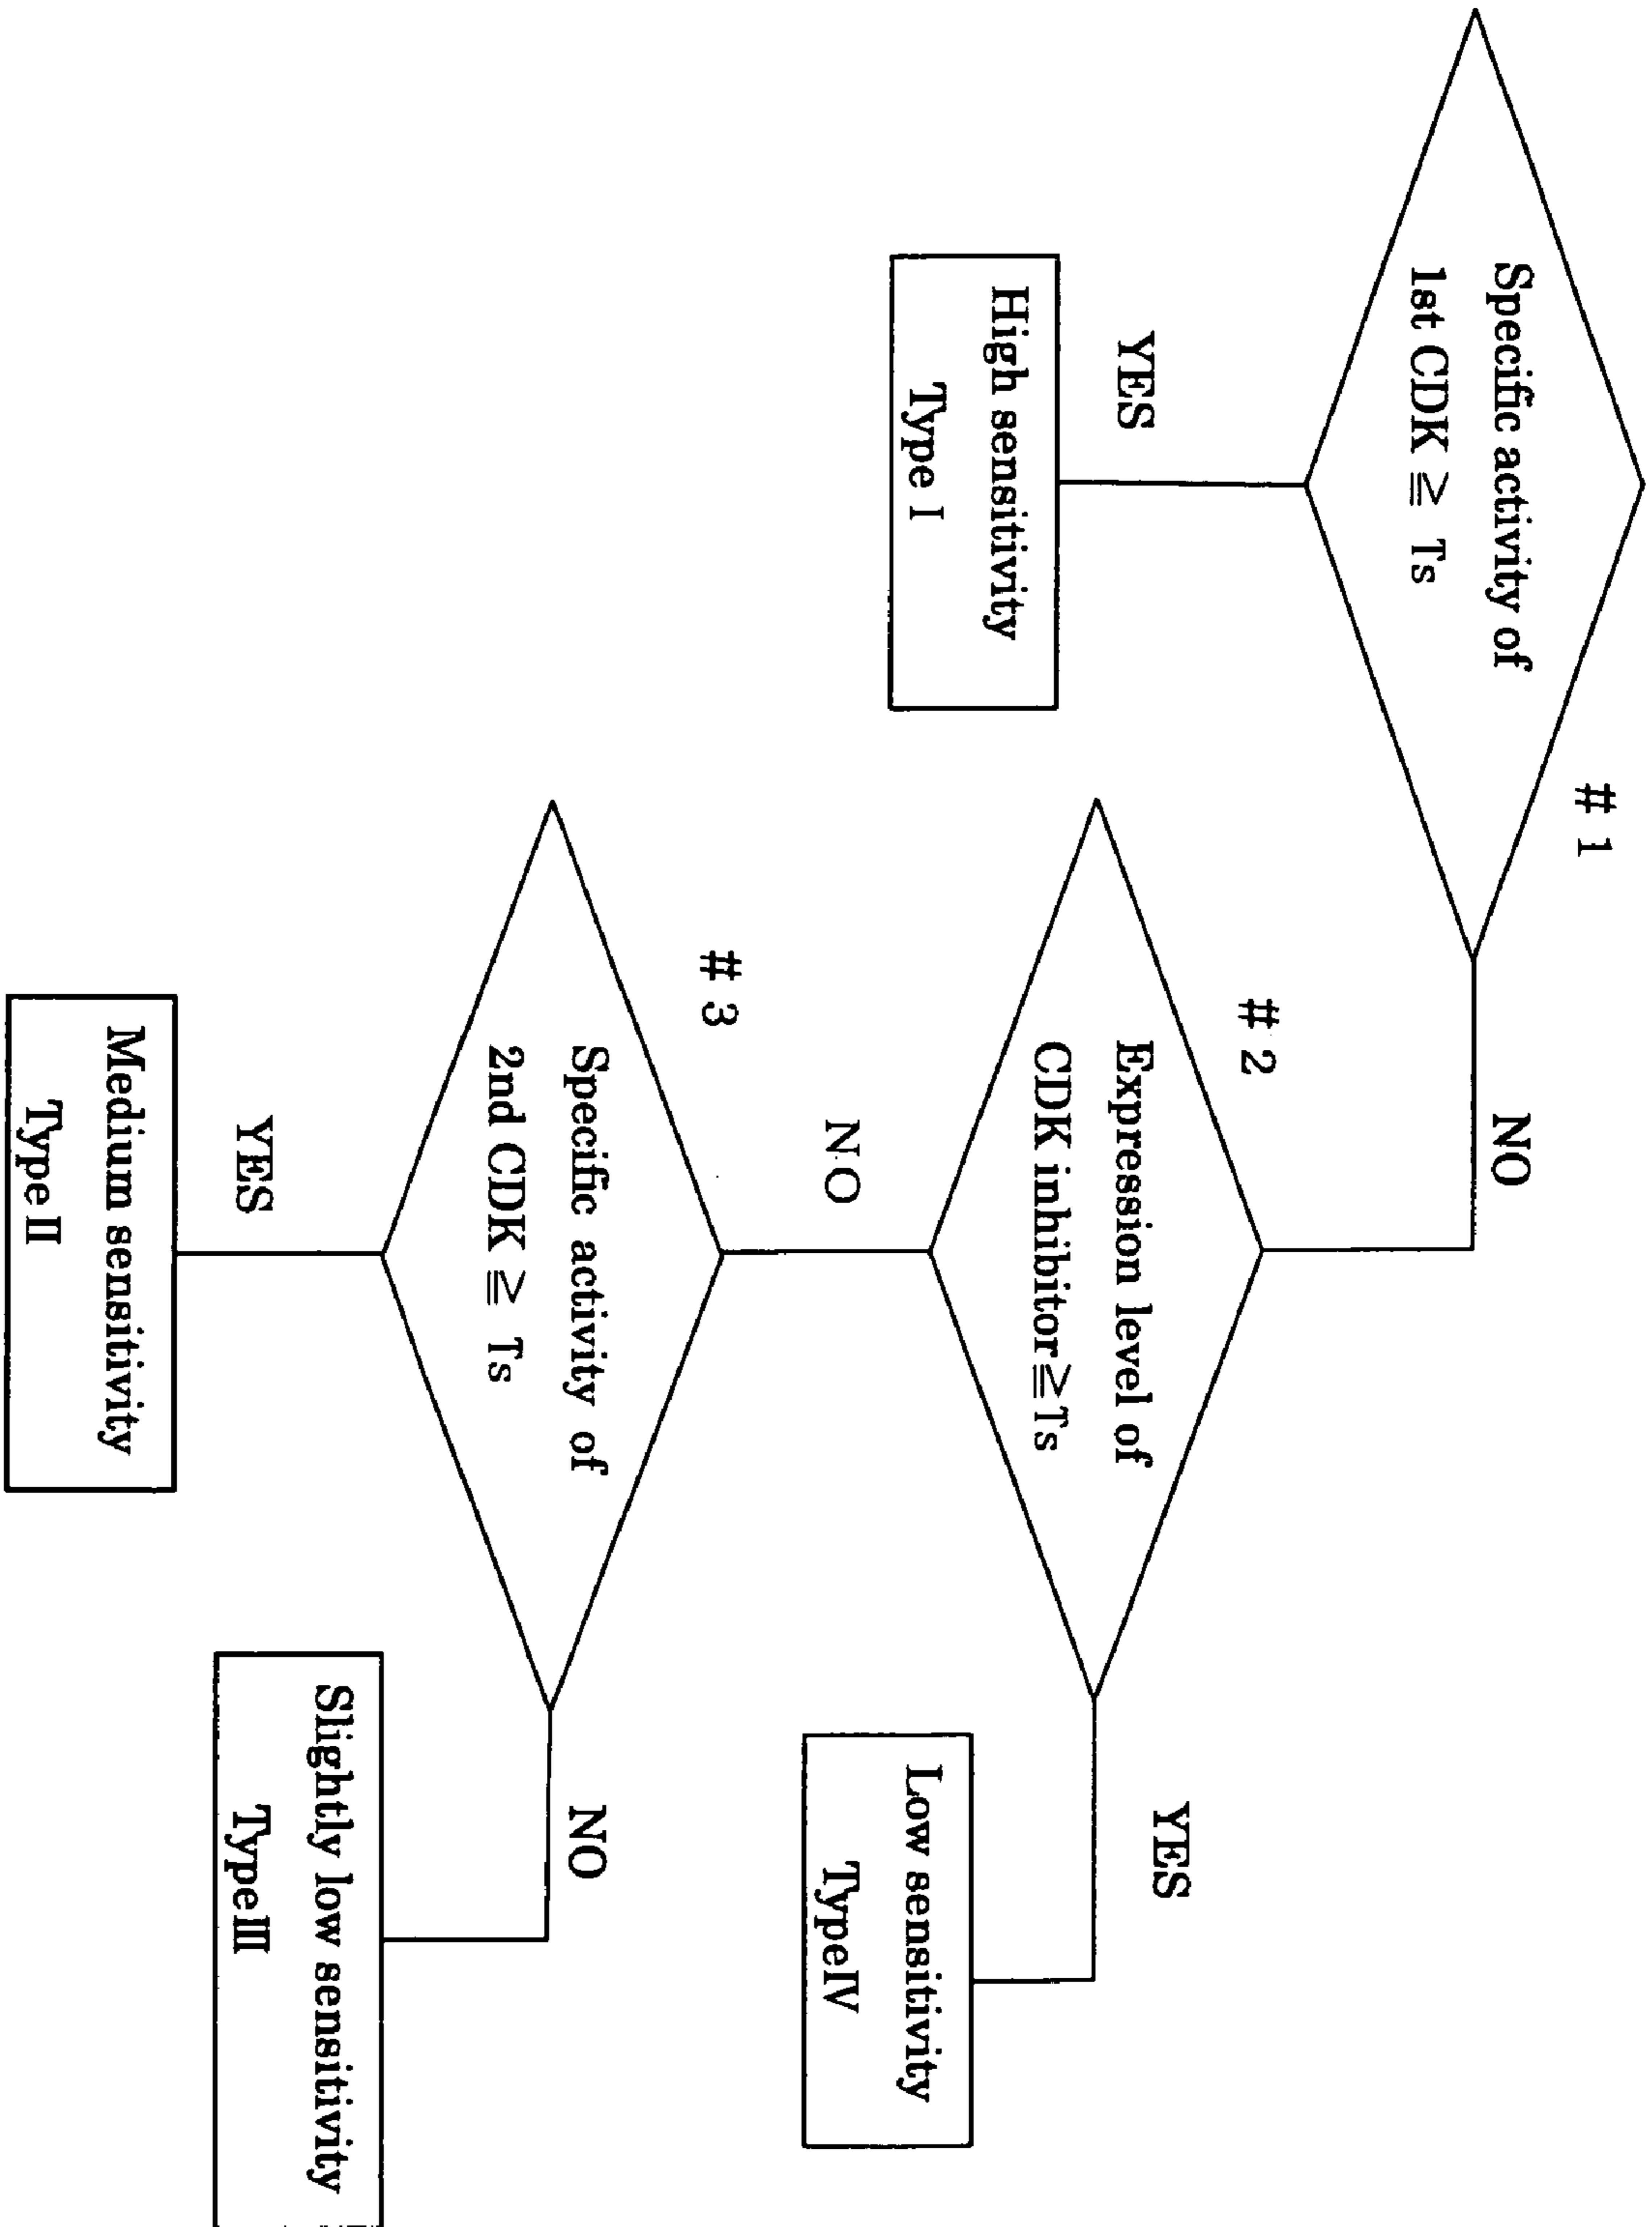 # 1
Specific activity of
1st CDK ≧ Ts
NO
YES
High sensitivity
Type I
# 2
Expression level of
CDK inhibitor≧Ts
YES
Low sensitivity
TypeIV
NO
# 3
Specific activity of
2nd CDK ≧ Ts
NO
Slightly low sensitivity
TypeIII
YES
Medium sensitivity
TypeII